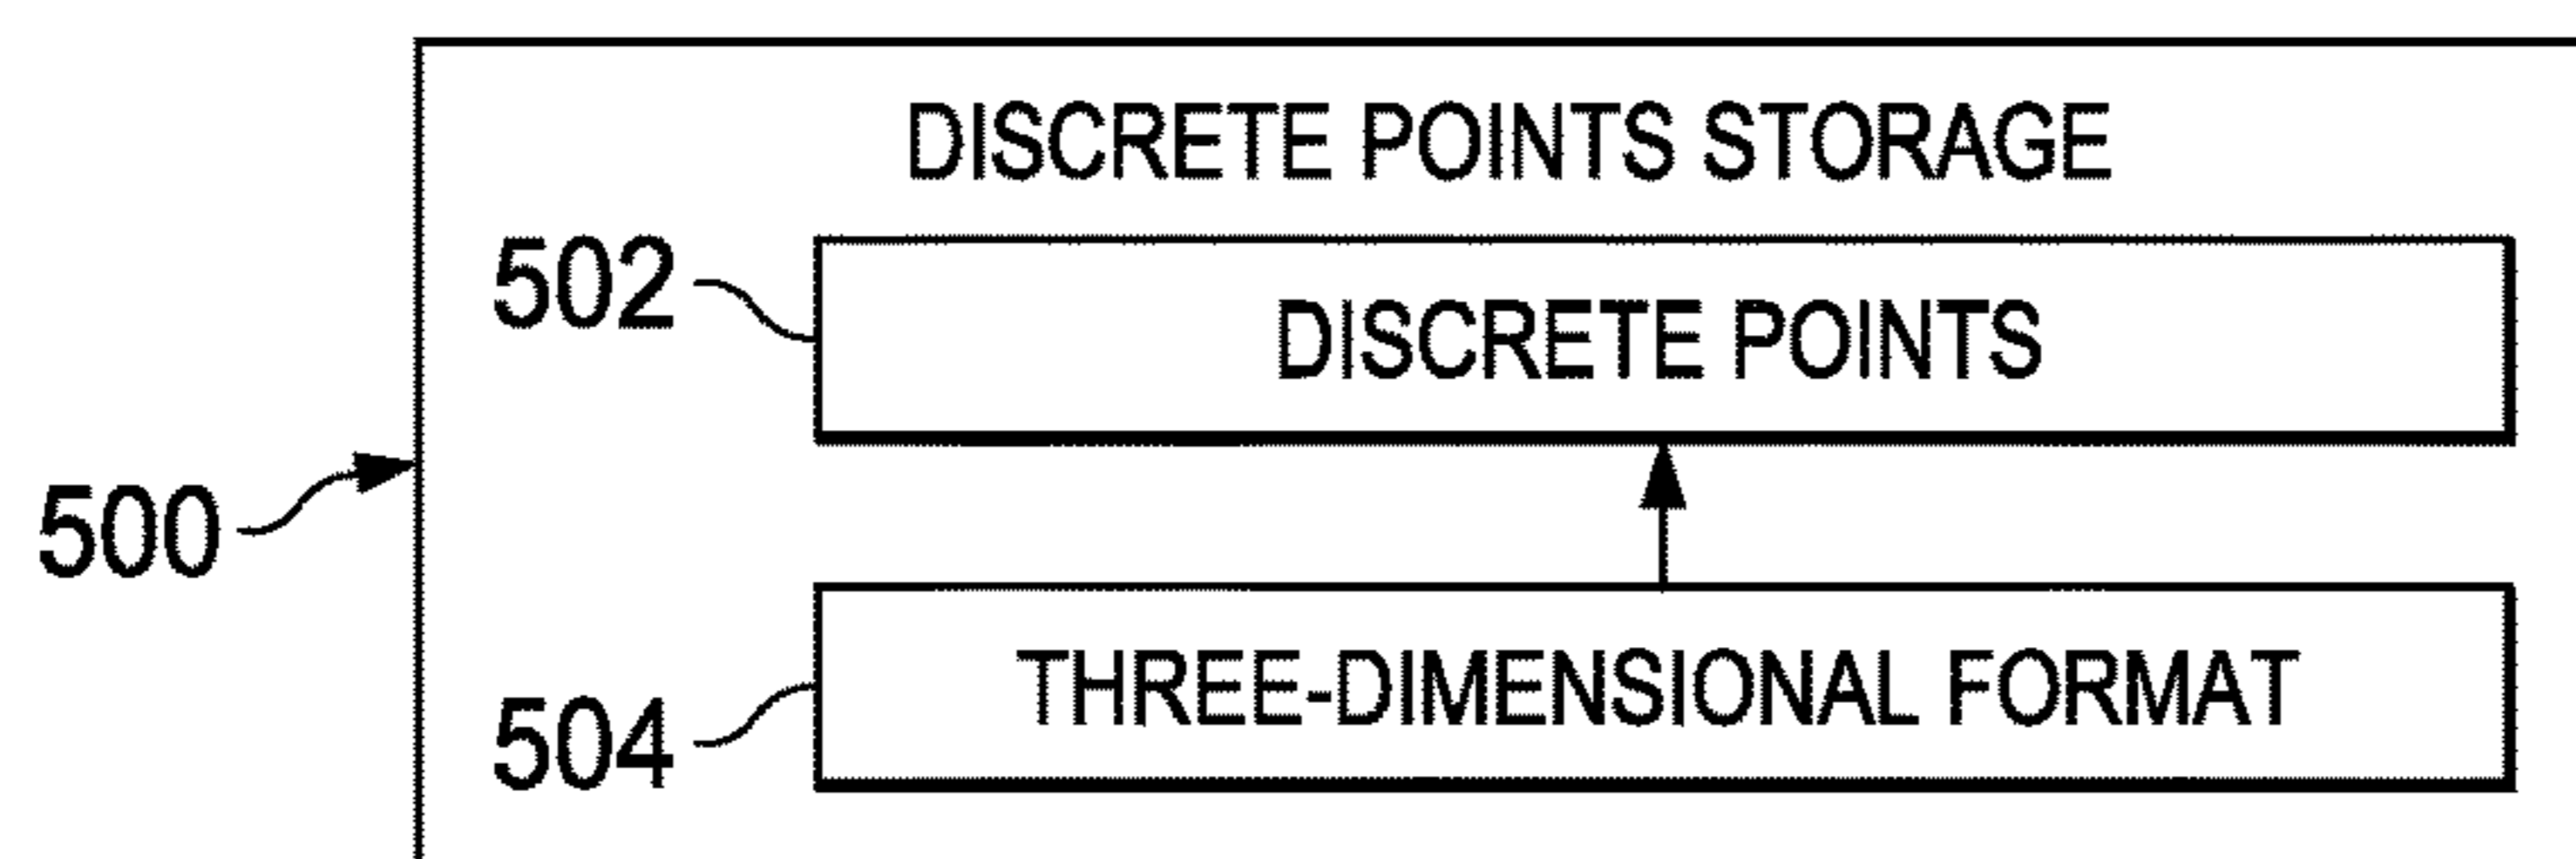 DISCRETE POINTS STORAGE
502
DISCRETE POINTS
500
504
THREE-DIMENSIONAL FORMAT